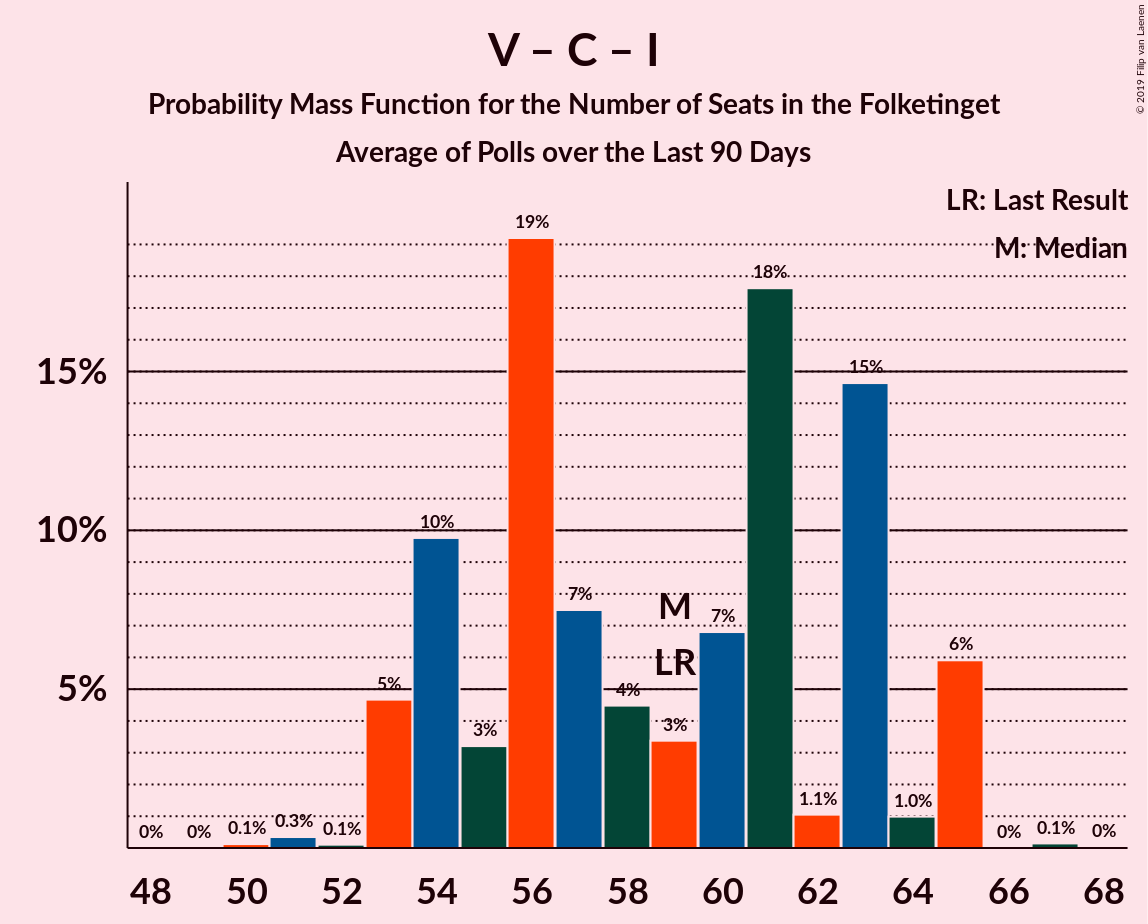 V – C – I
Probability Mass Function for the Number of Seats in the Folketinget
Average of Polls over the Last 90 Days
© 2019 Filip van Laenen
LR: Last Result
M: Median
19%
18%
15%
15%
10%
10%
7%
M
7%
LR
6%
5%
5%
4%
3%
3%
0%
0%
0.1%
0.3%
0.1%
1.1%
1.0%
0%
0.1%
0%
48 50 52 54 56 58 60 62 64 66 68